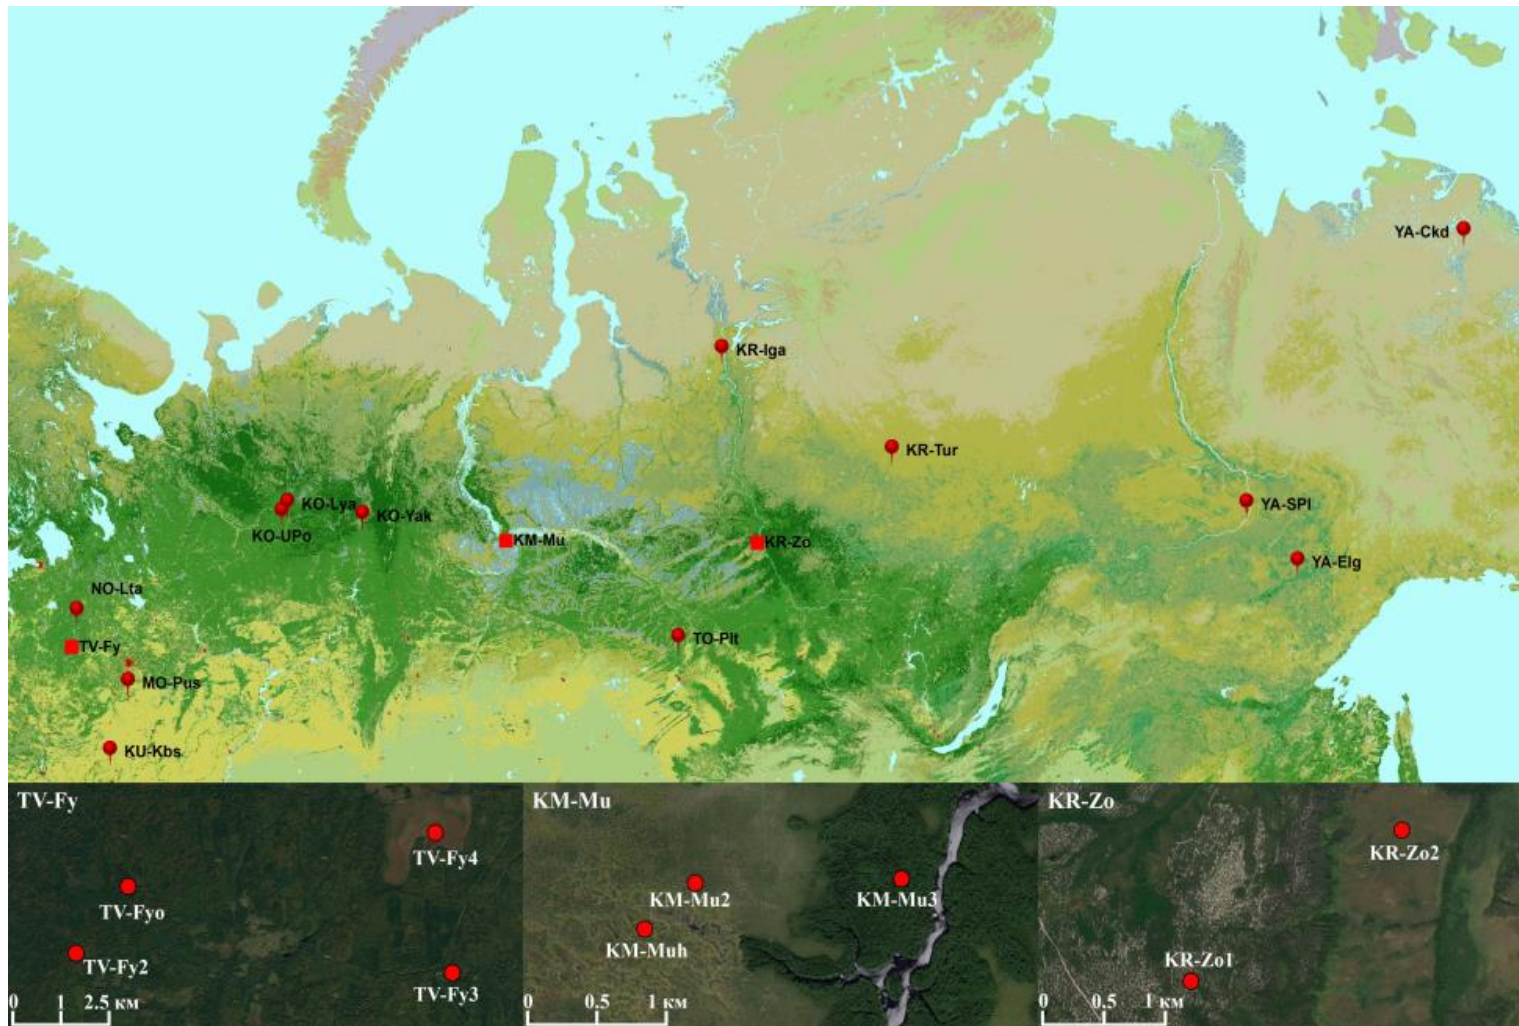 YA-Ckd
KR-Iga
KR-Tur
KO-Lya
KO-Yak
KO-UPo
KM-Mu
KR-Zo
YA-SPl
YA-Elg
NO-Lta
TV-Fy
TO-Plt
MO-Pus
KU-Kbs
TV-Fy
TV-Fy4
TV-Fyo
TV-Fy2
TV-Fy3
0 1 2.5 км
KM-Mu
KM-Mu2
KM-Mu3
KM-Muh
0 0.5 1 км
KR-Zo
KR-Zo2
KR-Zo1
0 0.5 1 км